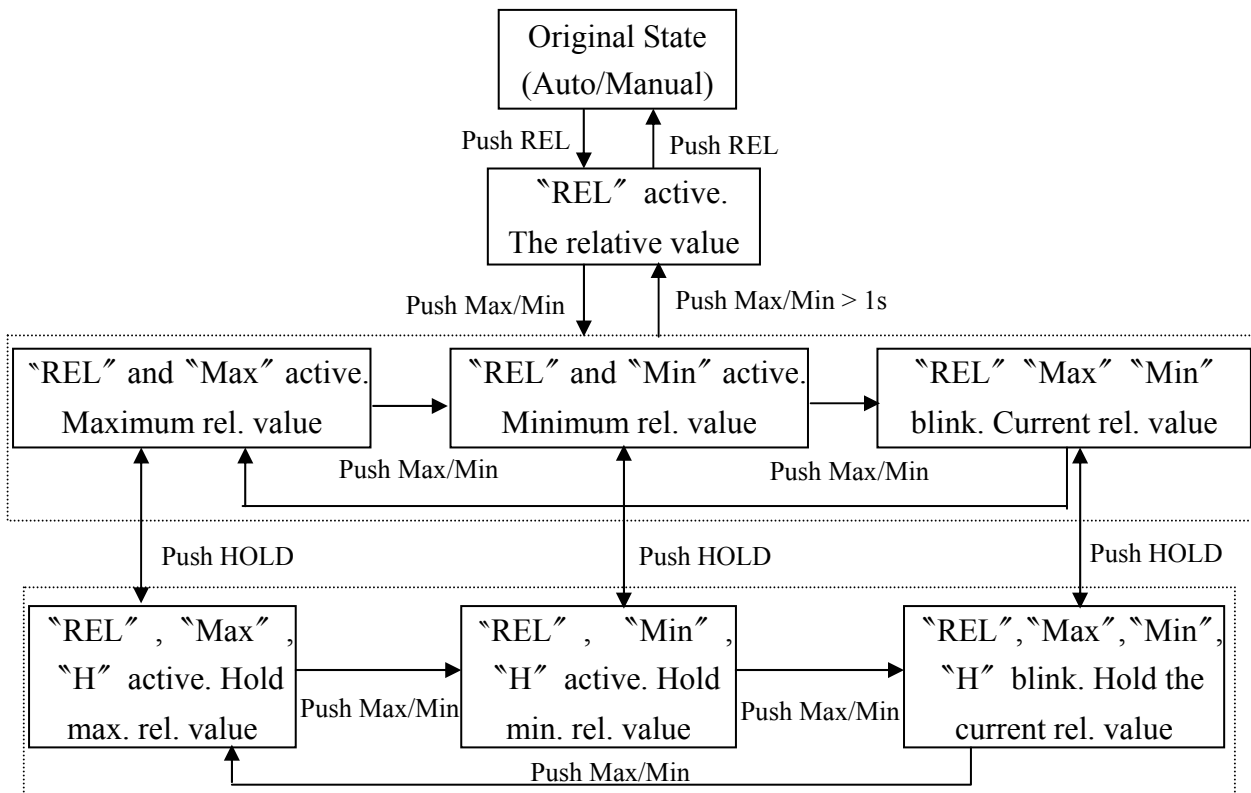 Original State
(Auto/Manual)
Push REL
Push REL
〝REL〞 active.
The relative value
Push Max/Min
Push Max/Min > 1s
〝REL〞 and 〝Max〞 active.
Maximum rel. value
〝REL〞 and 〝Min〞 active.
Minimum rel. value
〝REL〞 〝Max〞 〝Min〞
blink. Current rel. value
Push Max/Min
Push Max/Min
Push HOLD
Push HOLD
Push HOLD
〝REL〞 , 〝Max〞 ,
〝H〞 active. Hold
max. rel. value
〝REL〞 , 〝Min〞 ,
〝H〞 active. Hold
min. rel. value
〝REL〞,〝Max〞,〝Min〞,
〝H〞 blink. Hold the
current rel. value
Push Max/Min
Push Max/Min
Push Max/Min